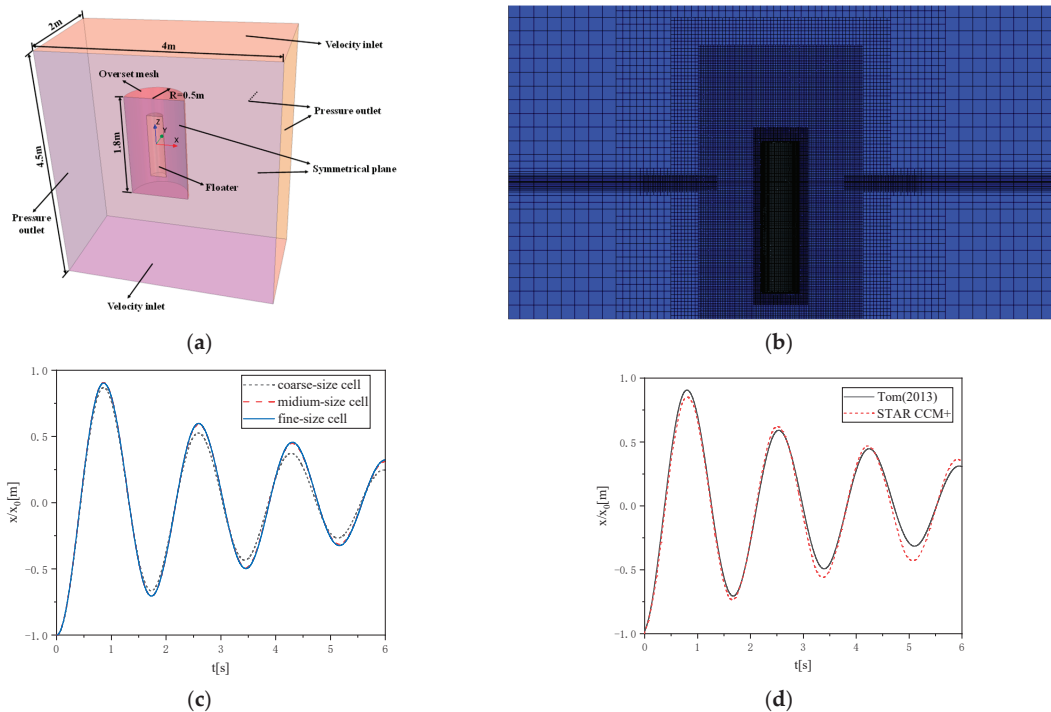 2m
4m
Velocity inlet
Overset mesh
R=0.5m
Pressure outlet
1.8m
Z
Y
X
4.5m
Symmetrical plane
Floater
Pressure
outlet
Velocity inlet
(a)
(b)
1.0
0.5
0.0
-0.5
-1.0
x/x0[m]
coarse-size cell
midium-size cell
fine-size cell
0 1 2 3 4 5 6
t[s]
(c)
1.0
0.5
0.0
-0.5
-1.0
x/x0[m]
Tom(2013)
STAR CCM+
0 1 2 3 4 5 6
t[s]
(d)